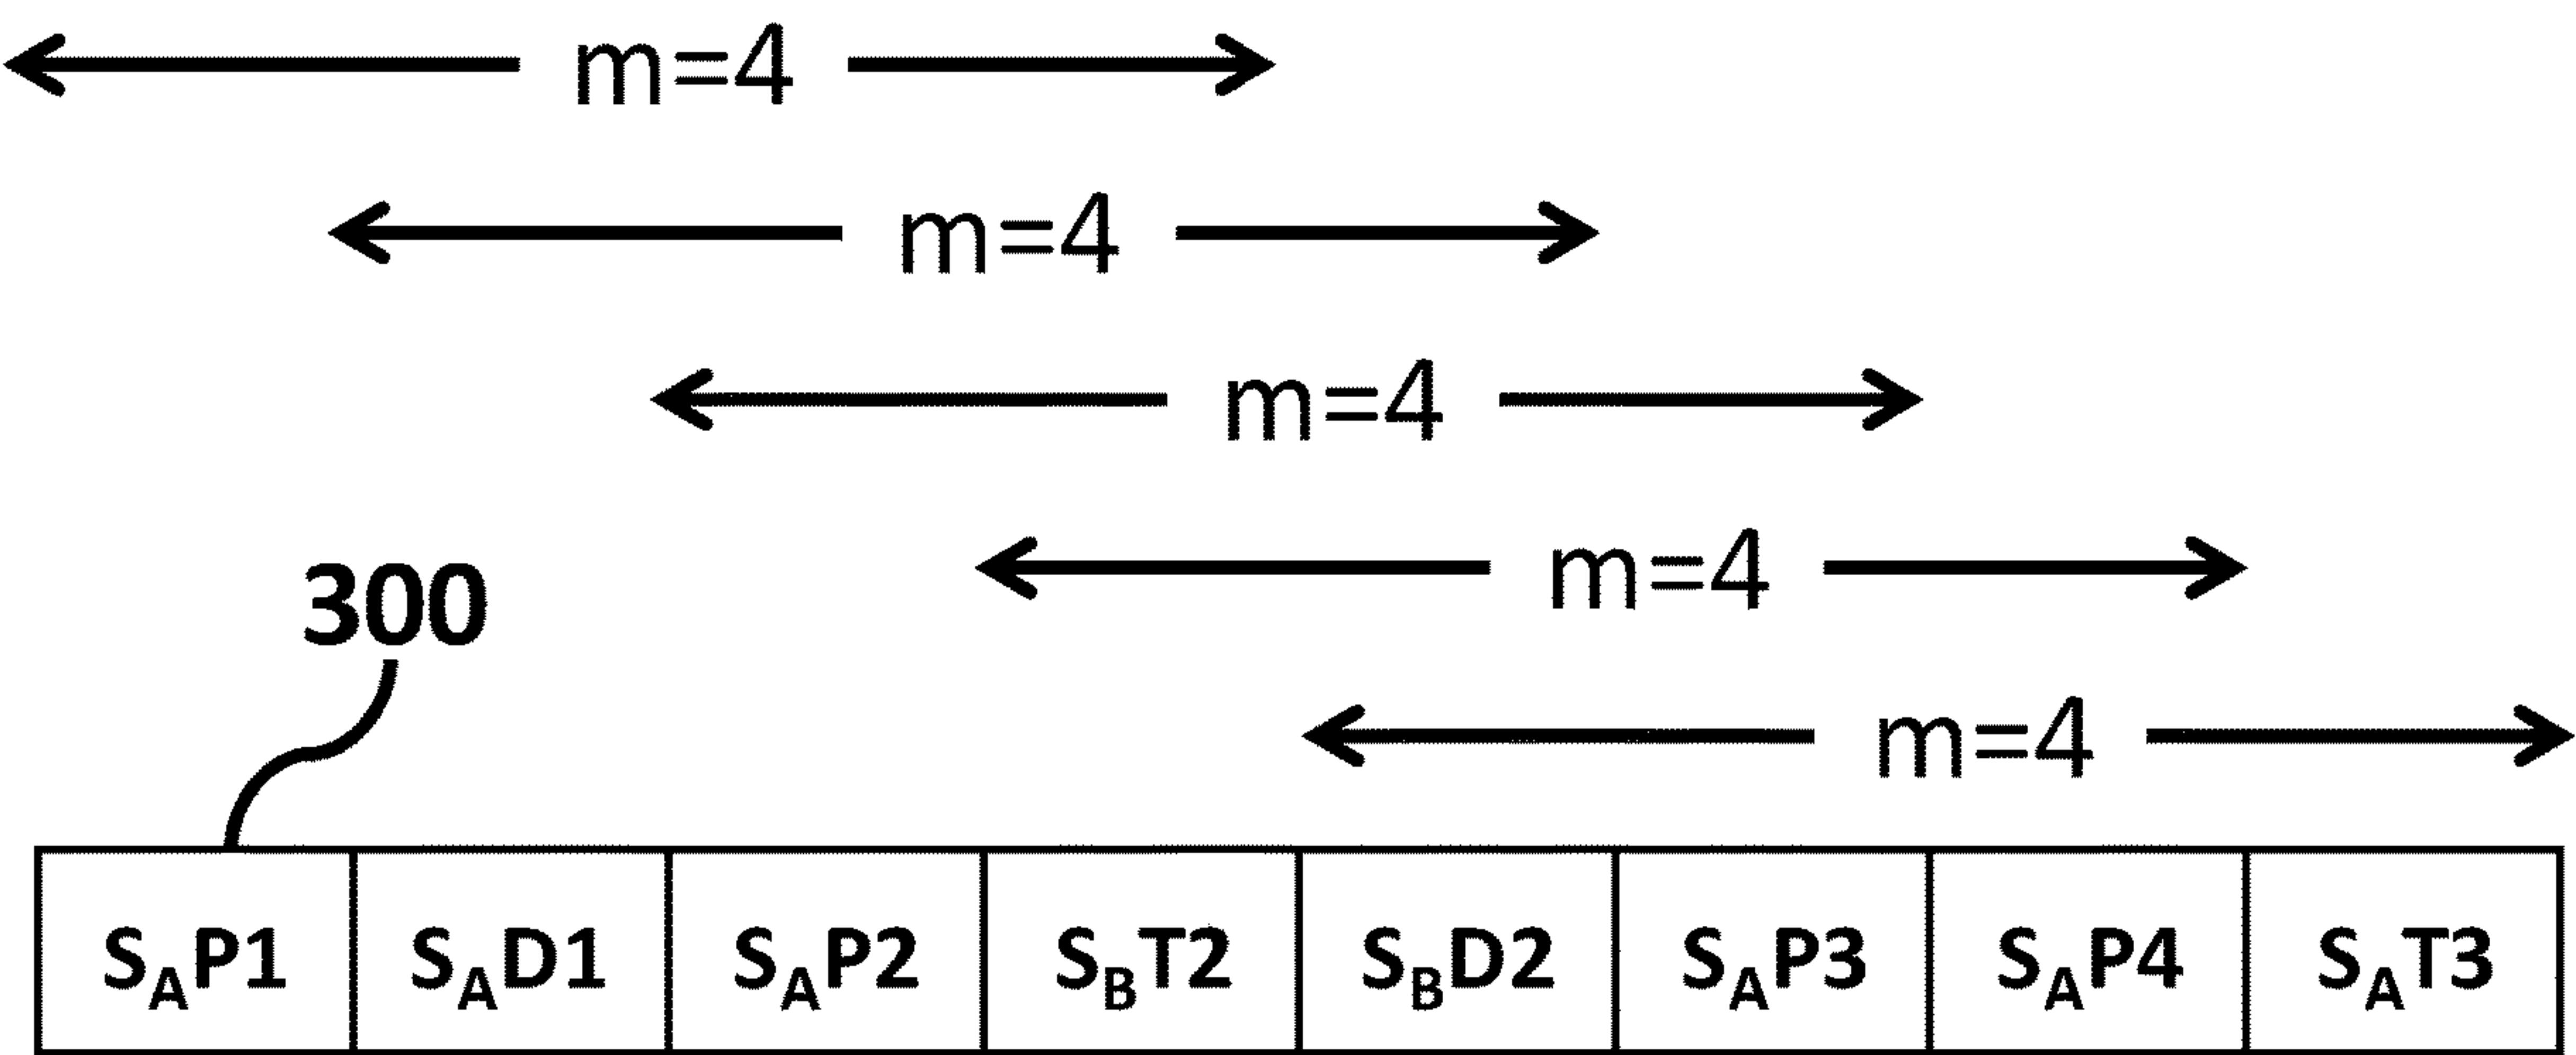 m=4
m=4
m=4
m=4
300
m=4
SAP1 SAD1 SAP2 SBT2 SBD2 SAP3 SAP4 SAT3